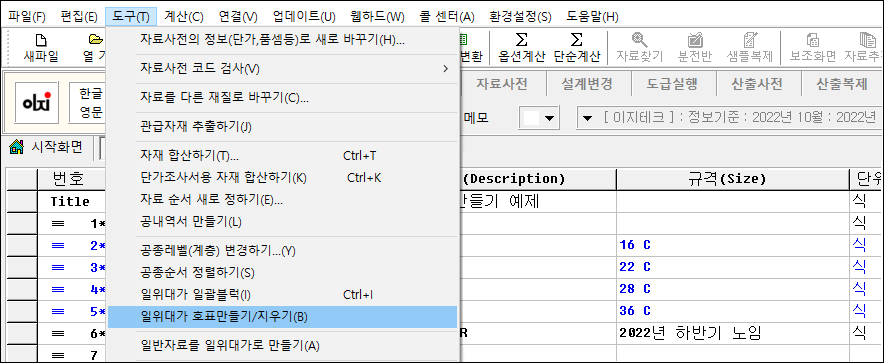 파일(F) 편집(E) 도구(T) 계산(C) 연결(V) 업데이트(U) 웹하드(W) 콜 센터(A) 환경설정(S) 도움말(H)
새파일 열 변환 옵션계산 단순계산 자료찾기 분전반 샘플복제 보조화면 자료추
자료사전의 정보(단가,품셈등)로 새로 바꾸기(H)...
자료사전 코드 검사(V)
자료를 다른 재질로 바꾸기(C)...
관급자재 추출하기(J)
자재 합산하기(T)... Ctrl+T
단가조사서용 자재 합산하기(K) Ctrl+K
자료 순서 새로 정하기(E)...
공내역서 만들기(L)
공종레벨(계층) 변경하기...(Y)
공종순서 정렬하기(S)
일위대가 일괄블럭(I) Ctrl+I
일위대가 호표만들기/지우기(B)
일반자료를 일위대가로 만들기(A)
자료사전 설계변경 도급실행 산출사전 산출복제
한글
영문
메모 [ 이지테크 ] : 정보기준 : 2022년 10월 : 2022년
시작화면
번호 (Description) 규격(Size) 단위
Title 만들기 예제 식
1* 식
2* 16 C 식
3* 22 C 식
4* 28 C 식
5* 36 C 식
6* R 2022년 하반기 노임 식
7